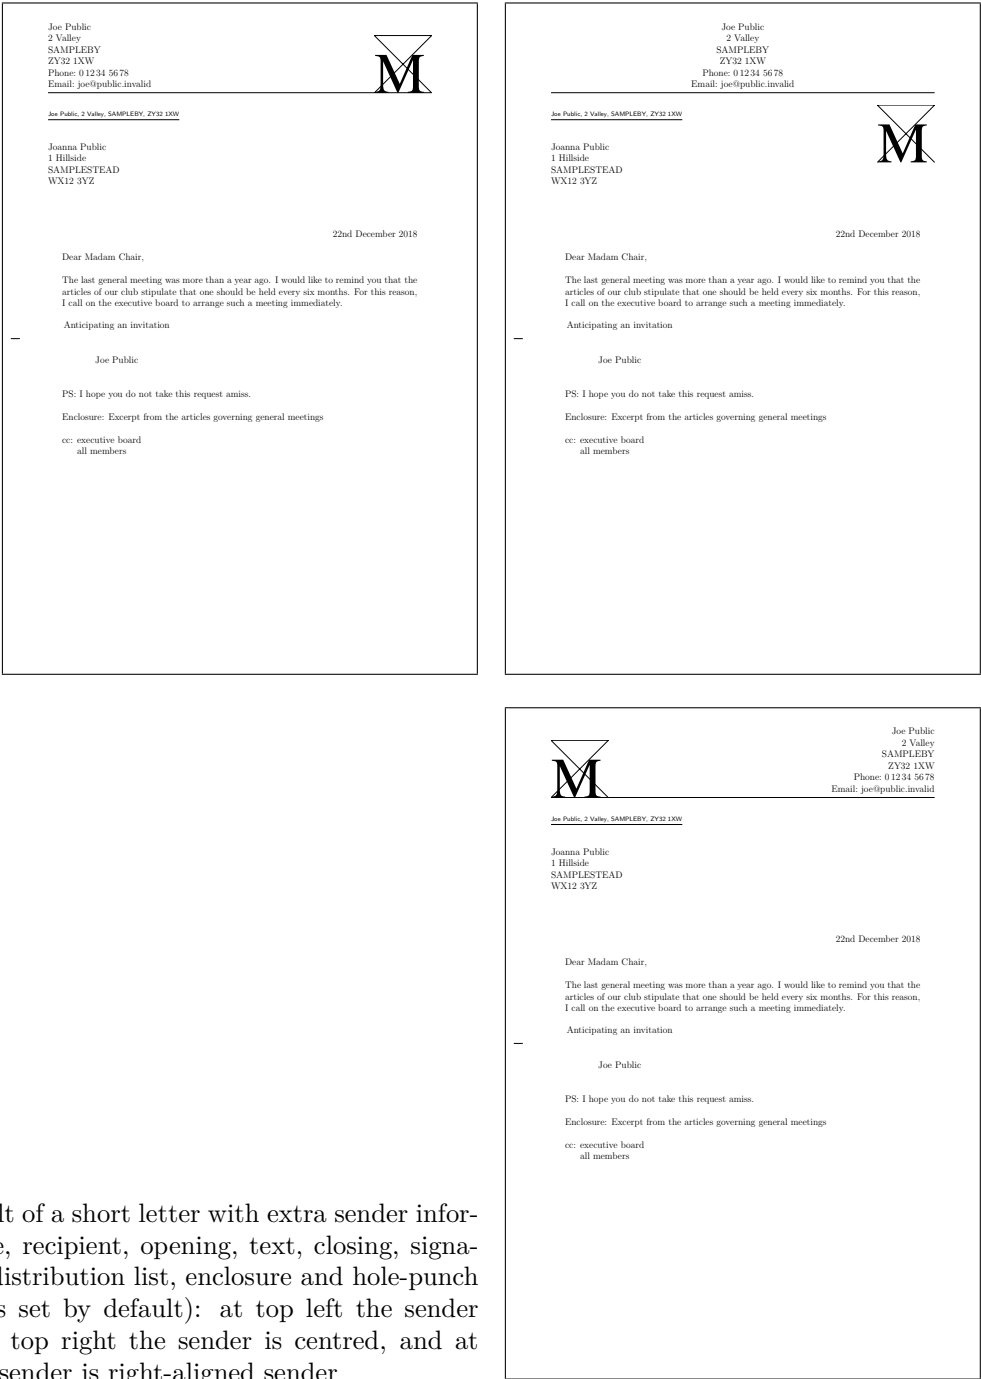 Joe Public
2 Valley
SAMPLEBY
ZY32 1XW
Phone: 0 12 34 56 78
Email: joe@public.invalid
M
Joe Public, 2 Valley, SAMPLEBY, ZY32 1XW
Joanna Public
1 Hillside
SAMPLESTEAD
WX12 3YZ
22nd December 2018
Dear Madam Chair,
The last general meeting was more than a year ago. I would like to remind you that the
articles of our club stipulate that one should be held every six months. For this reason,
I call on the executive board to arrange such a meeting immediately.
Anticipating an invitation
Joe Public
PS: I hope you do not take this request amiss.
Enclosure: Excerpt from the articles governing general meetings
cc: executive board
all members
Joe Public
2 Valley
SAMPLEBY
ZY32 1XW
Phone: 0 12 34 56 78
Email: joe@public.invalid
Joe Public, 2 Valley, SAMPLEBY, ZY32 1XW
M
Joanna Public
1 Hillside
SAMPLESTEAD
WX12 3YZ
22nd December 2018
Dear Madam Chair,
The last general meeting was more than a year ago. I would like to remind you that the
articles of our club stipulate that one should be held every six months. For this reason,
I call on the executive board to arrange such a meeting immediately.
Anticipating an invitation
Joe Public
PS: I hope you do not take this request amiss.
Enclosure: Excerpt from the articles governing general meetings
cc: executive board
all members
Joe Public
2 Valley
SAMPLEBY
ZY32 1XW
Phone: 0 12 34 56 78
Email: joe@public.invalid
M
Joe Public, 2 Valley, SAMPLEBY, ZY32 1XW
Joanna Public
1 Hillside
SAMPLESTEAD
WX12 3YZ
22nd December 2018
Dear Madam Chair,
The last general meeting was more than a year ago. I would like to remind you that the
articles of our club stipulate that one should be held every six months. For this reason,
I call on the executive board to arrange such a meeting immediately.
Anticipating an invitation
Joe Public
PS: I hope you do not take this request amiss.
Enclosure: Excerpt from the articles governing general meetings
cc: executive board
all members
lt of a short letter with extra sender infor-
e, recipient, opening, text, closing, signa-
distribution list, enclosure and hole-punch
s set by default): at top left the sender
top right the sender is centred, and at
sender is right-aligned sender